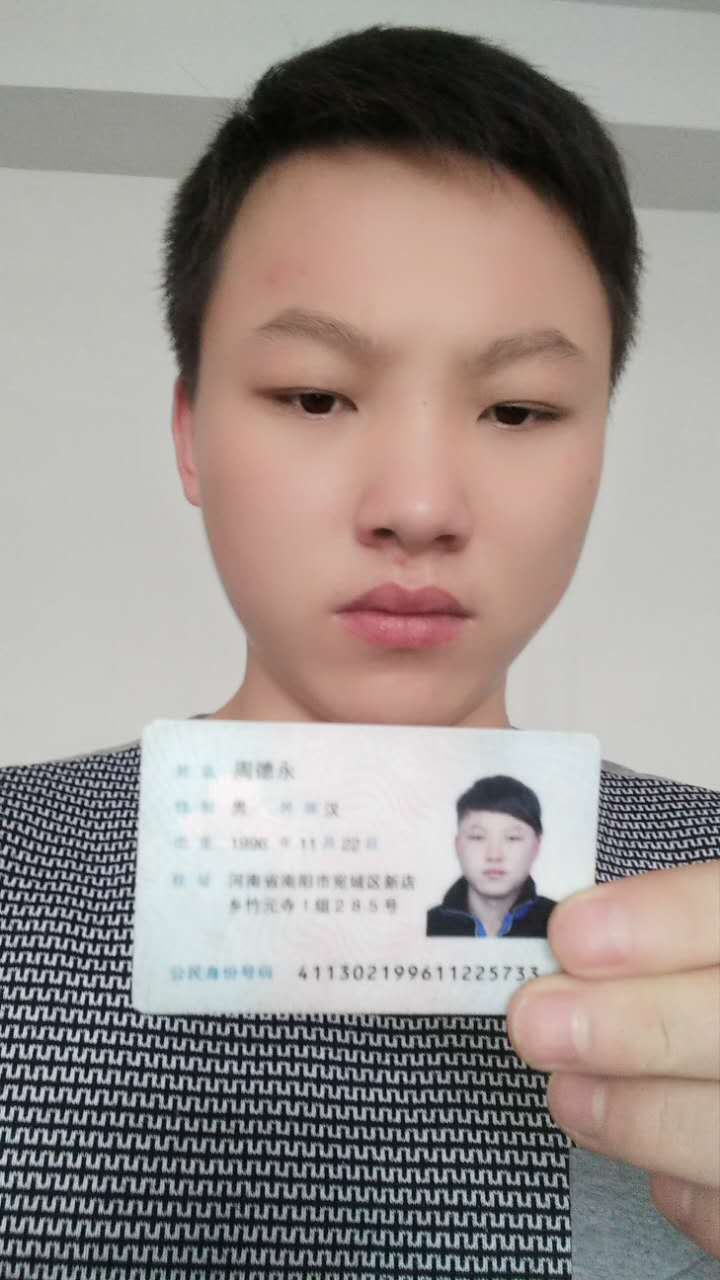 姓名 周德永
性别 男 民族 汉
出生 1996 年 11 月 22 日
住址 河南省南阳市宛城区新店
乡竹元寺1组285号
公民身份号码 411302199611225733